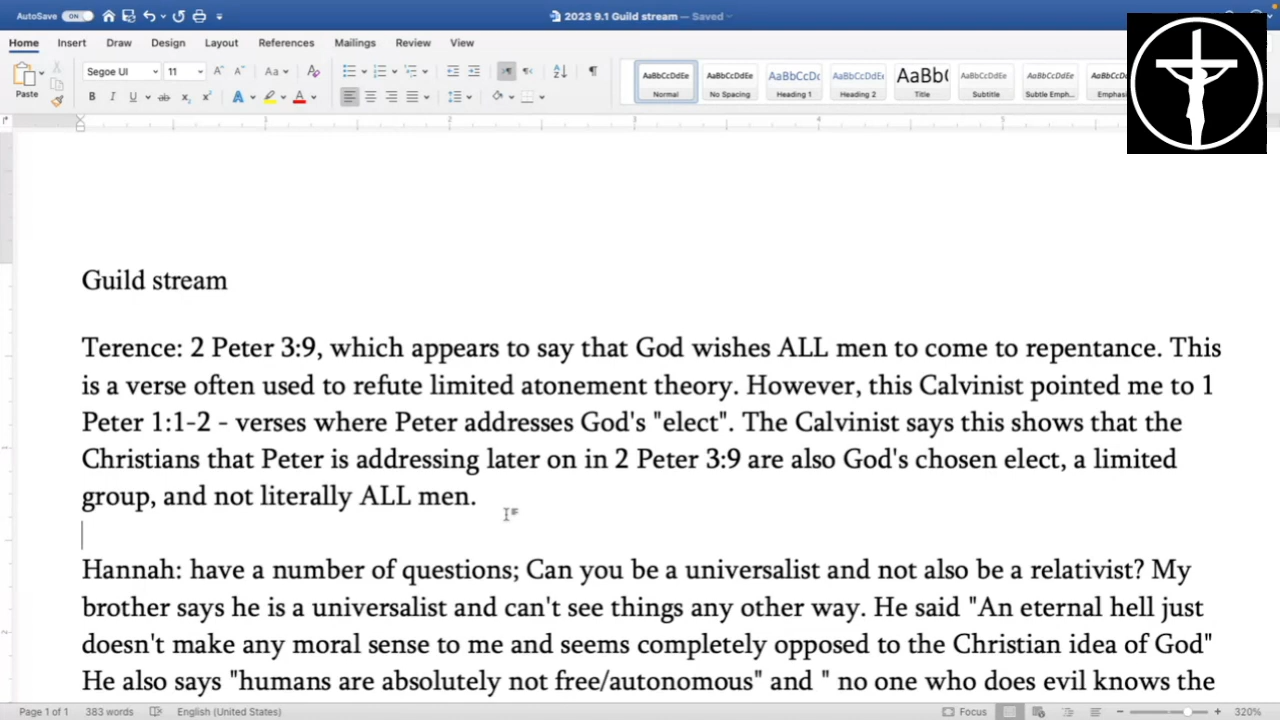 AutoSave ON 2023 9.1 Guild stream — Saved
Home Insert Draw Design Layout References Mailings Review View
Paste Segoe UI 11 Aa AaBbCcDdEe AaBbCcDdEe AaBbCcDc AaBbCcDdEe AaBb( AaBbCcDdEe AaBbCcDdEe
B I U ab A Normal No Spacing Heading 1 Heading 2 Title Subtitle Subtle Emph...
1 2 3 4 5
Guild stream
Terence: 2 Peter 3:9, which appears to say that God wishes ALL men to come to repentance. This
is a verse often used to refute limited atonement theory. However, this Calvinist pointed me to 1
Peter 1:1-2 - verses where Peter addresses God's "elect". The Calvinist says this shows that the
Christians that Peter is addressing later on in 2 Peter 3:9 are also God's chosen elect, a limited
group, and not literally ALL men.
Hannah: have a number of questions; Can you be a universalist and not also be a relativist? My
brother says he is a universalist and can't see things any other way. He said "An eternal hell just
doesn't make any moral sense to me and seems completely opposed to the Christian idea of God"
He also says "humans are absolutely not free/autonomous" and " no one who does evil knows the
Page 1 of 1 383 words English (United States) Focus 320%